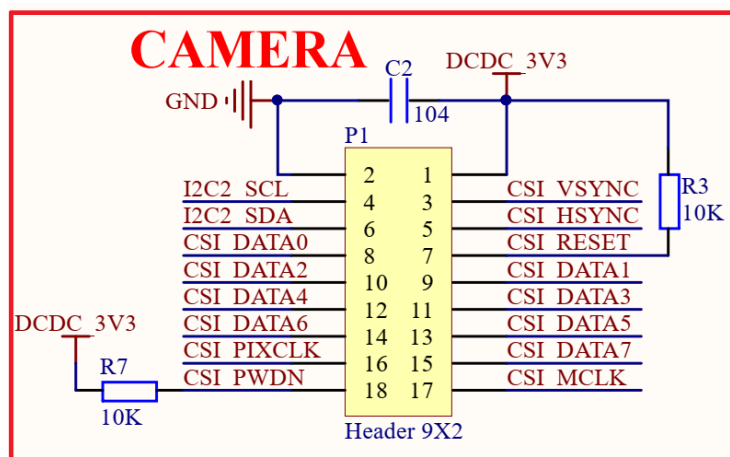 CAMERA
C2
DCDC_3V3
GND
104
P1
2 1
I2C2_SCL 4 3 CSI_VSYNC
R3
I2C2_SDA 6 5 CSI_HSYNC
10K
CSI_DATA0 8 7 CSI_RESET
CSI_DATA2 10 9 CSI_DATA1
CSI_DATA4 12 11 CSI_DATA3
DCDC_3V3
CSI_DATA6 14 13 CSI_DATA5
CSI_PIXCLK 16 15 CSI_DATA7
R7
CSI_PWDN 18 17 CSI_MCLK
10K
Header 9X2